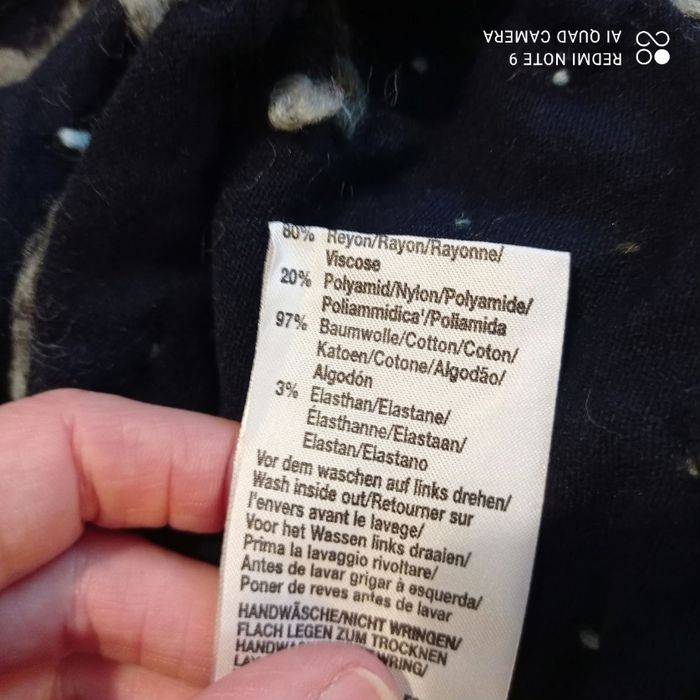 REDMI NOTE 9
AI QUAD CAMERA
80% Reyon/Rayon/Rayonne/
Viscose
20% Polyamid/Nylon/Polyamide/
Poliammidica'/Poliamida
97% Baumwolle/Cotton/Coton/
Katoen/Cotone/Algodão/
Algodón
3% Elasthan/Elastane/
Élasthanne/Elastaan/
Elastan/Elastano
Vor dem waschen auf links drehen/
Wash inside out/Retourner sur
l'envers avant le lavage/
Voor het Wassen links draaien/
Prima la lavaggio rivoltare/
Antes de lavar grigar à esquerda/
Poner de reves antes de lavar
HANDWÄSCHE/NICHT WRINGEN/
FLACH LEGEN ZUM TROCKNEN
WRING/